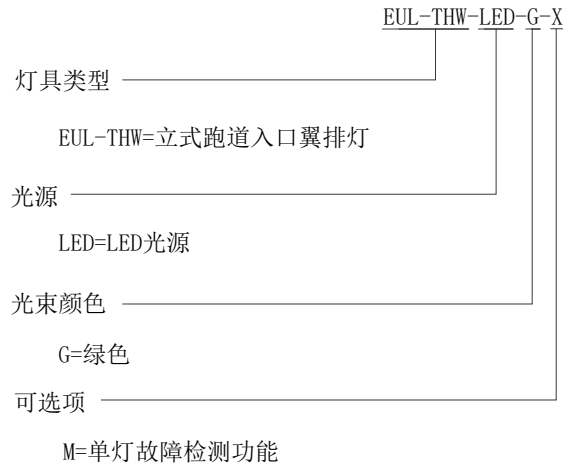 EUL-THW-LED-G-X
灯具类型
EUL-THW=立式跑道入口翼排灯
光源
LED=LED光源
光束颜色
G=绿色
可选项
M=单灯故障检测功能